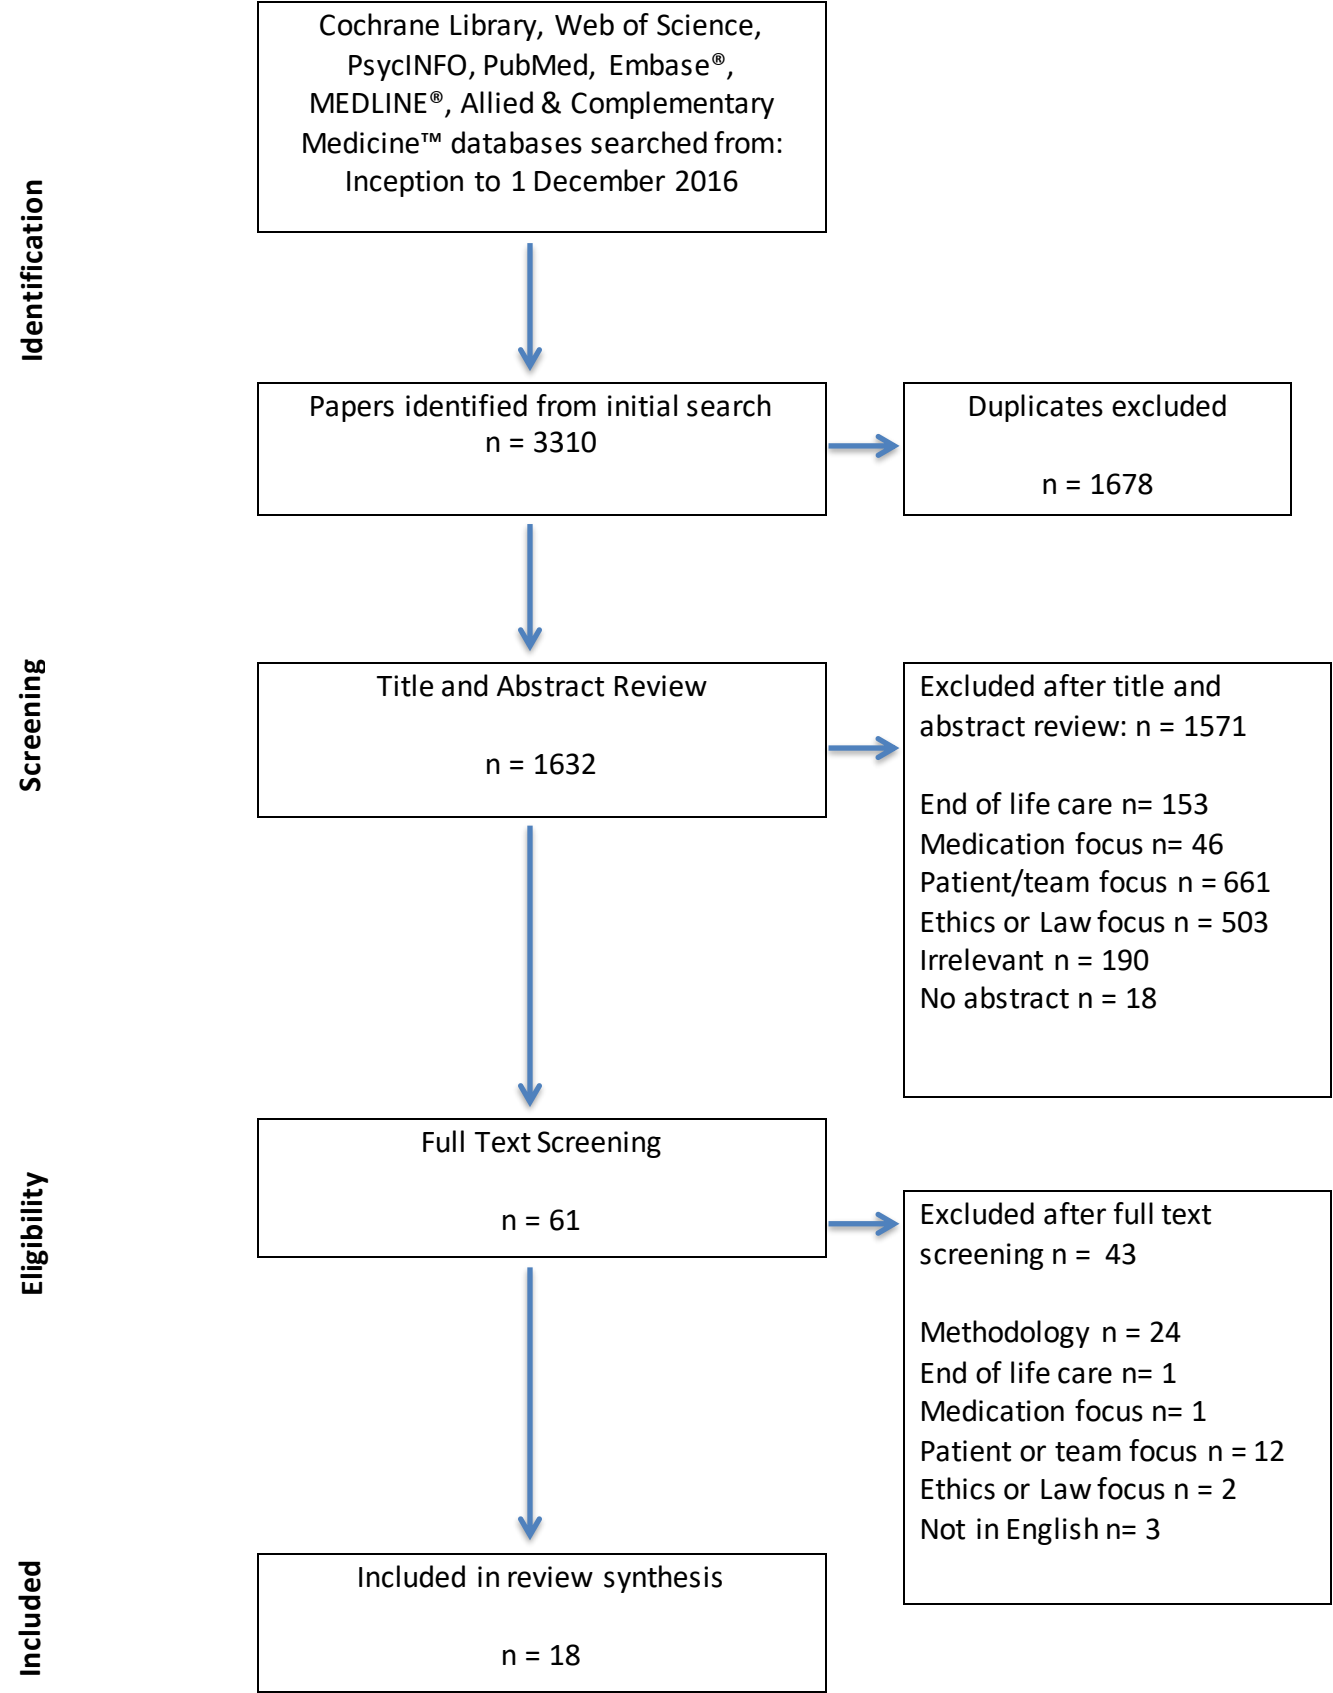 Identification
Cochrane Library, Web of Science,
PsycINFO, PubMed, Embase®,
MEDLINE®, Allied & Complementary
Medicine™ databases searched from:
Inception to 1 December 2016
Papers identified from initial search
n = 3310
Duplicates excluded
n = 1678
Screening
Title and Abstract Review
n = 1632
Excluded after title and
abstract review: n = 1571
End of life care n= 153
Medication focus n= 46
Patient/team focus n = 661
Ethics or Law focus n = 503
Irrelevant n = 190
No abstract n = 18
Eligibility
Full Text Screening
n = 61
Excluded after full text
screening n = 43
Methodology n = 24
End of life care n= 1
Medication focus n= 1
Patient or team focus n = 12
Ethics or Law focus n = 2
Not in English n= 3
Included
Included in review synthesis
n = 18